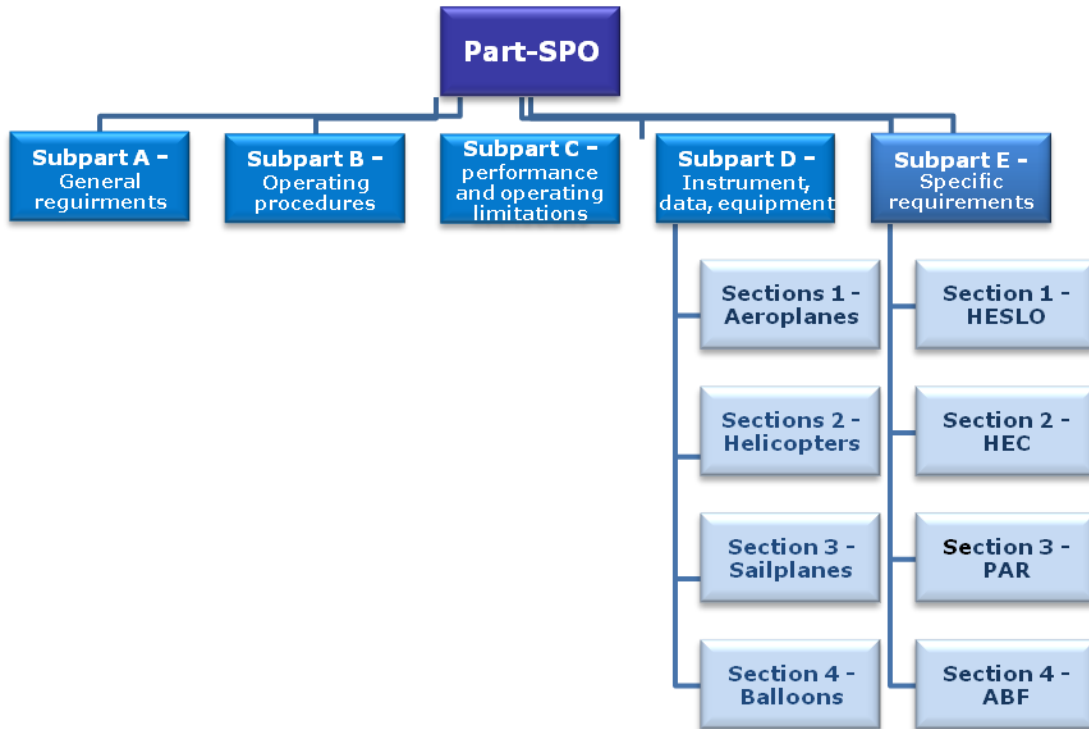 Part-SPO
Subpart A –
General
reguirments
Subpart B –
Operating
procedures
Subpart C –
performance
and operating
limitations
Subpart D –
Instrument,
data, equipment
Subpart E –
Specific
requirements
Sections 1 –
Aeroplanes
Sections 2 –
Helicopters
Section 3 –
Sailplanes
Section 4 –
Balloons
Section 1 –
HESLO
Section 2 –
HEC
Section 3 –
PAR
Section 4 –
ABF